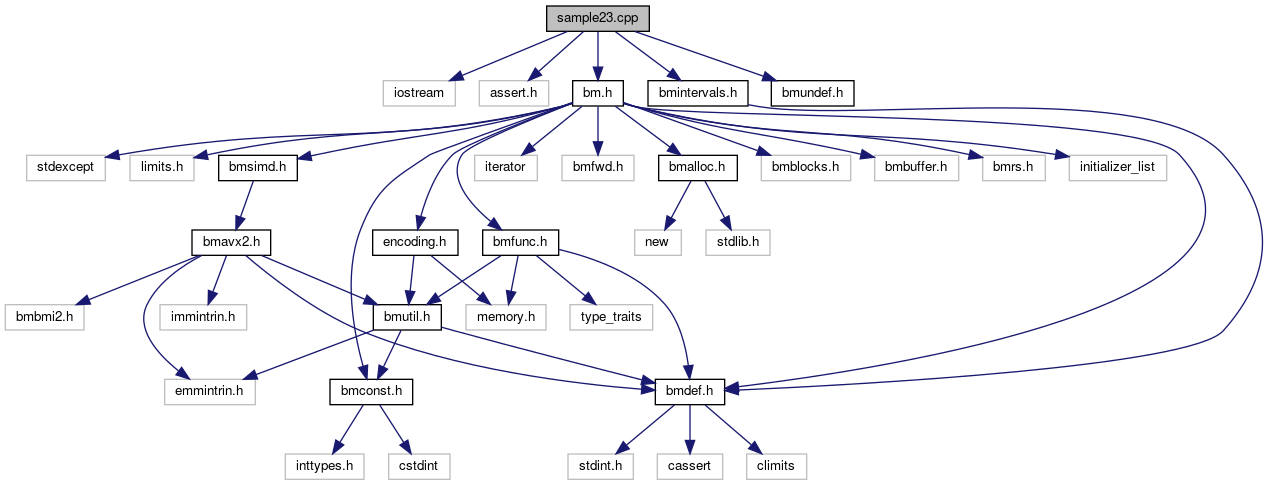 sample23.cpp
iostream
assert.h
bm.h
bmintervals.h
bmundef.h
stdexcept
limits.h
bmsimd.h
iterator
bmfwd.h
bmalloc.h
bmblocks.h
bmbuffer.h
bmrs.h
initializer_list
bmavx2.h
encoding.h
bmfunc.h
new
stdlib.h
bmbmi2.h
immintrin.h
bmutil.h
memory.h
type_traits
emmintrin.h
bmconst.h
bmdef.h
inttypes.h
cstdint
stdint.h
cassert
climits